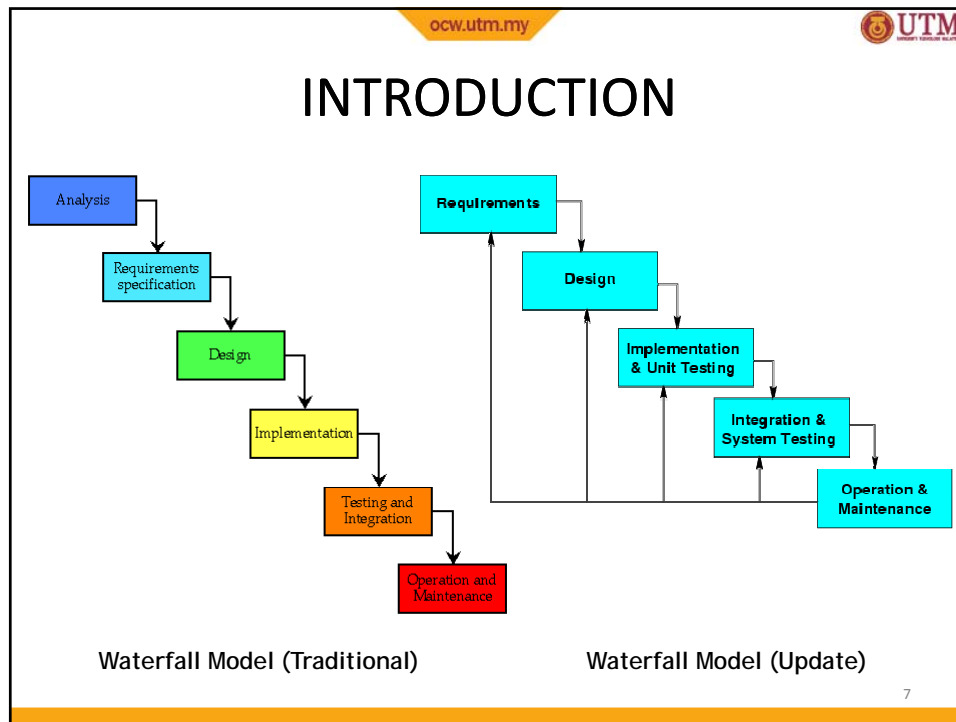 ocw.utm.my
UTM
INTRODUCTION
Analysis
Requirements
specification
Design
Implementation
Testing and
Integration
Operation and
Maintenance
Requirements
Design
Implementation
& Unit Testing
Integration &
System Testing
Operation &
Maintenance
Waterfall Model (Traditional)
Waterfall Model (Update)
7